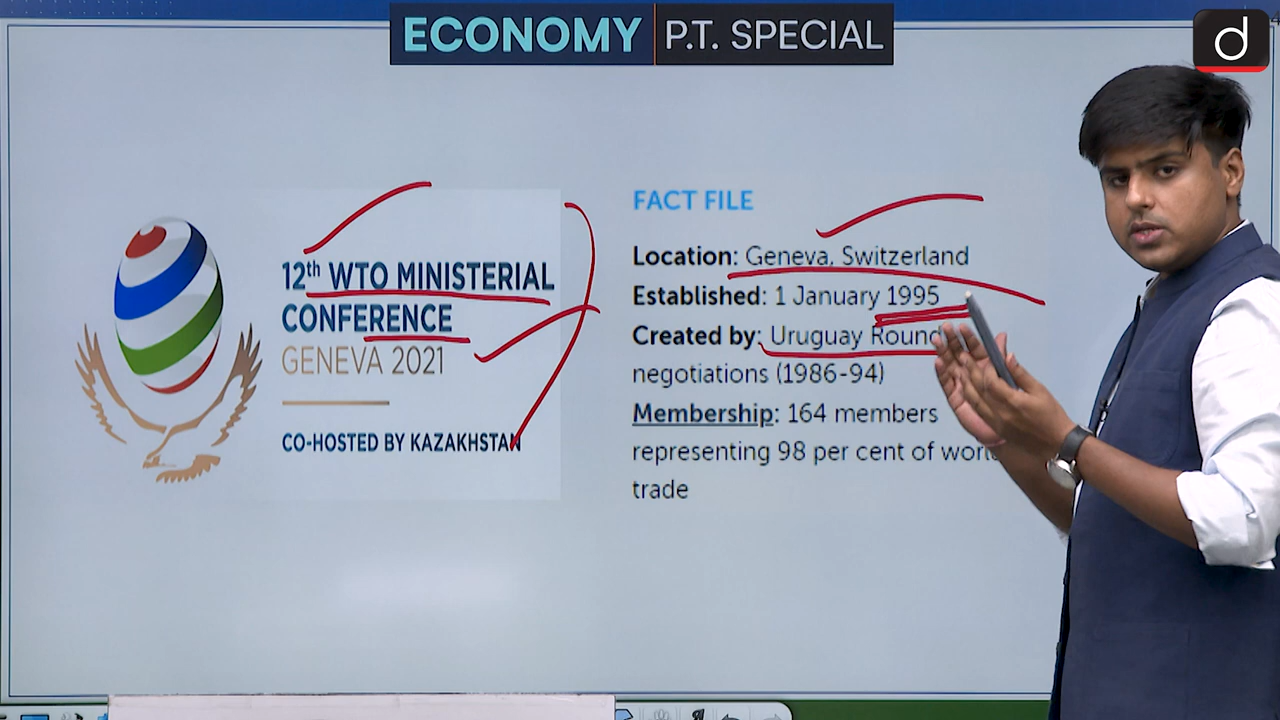 ECONOMY P.T. SPECIAL
d
12th WTO MINISTERIAL
CONFERENCE
GENEVA 2021
CO-HOSTED BY KAZAKHSTAN
FACT FILE
Location: Geneva, Switzerland
Established: 1 January 1995
Created by: Uruguay Round
negotiations (1986-94)
Membership: 164 members
representing 98 per cent of world
trade